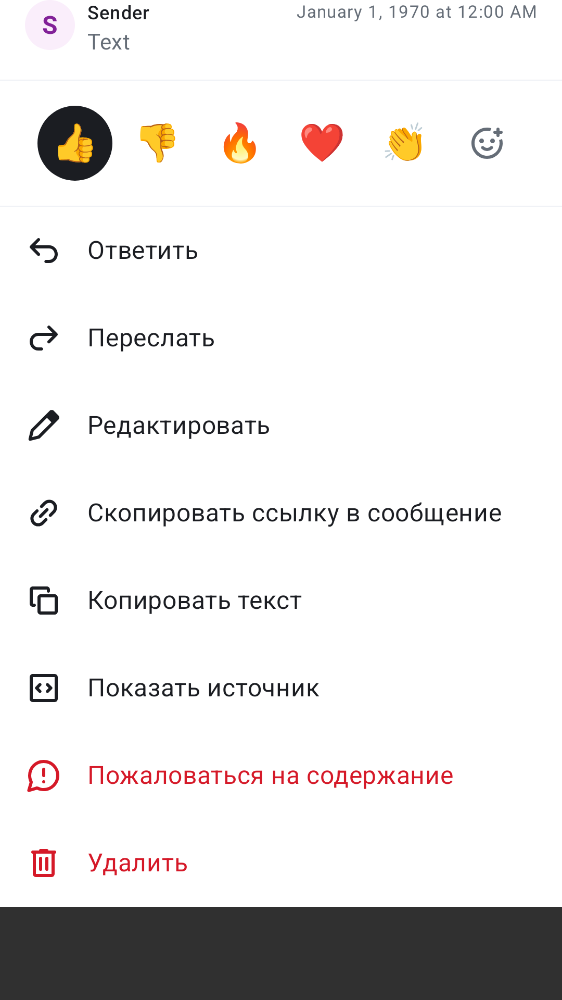 S
Sender
January 1, 1970 at 12:00 AM
Text
Ответить
Переслать
Редактировать
Скопировать ссылку в сообщение
Копировать текст
Показать источник
Пожаловаться на содержание
Удалить